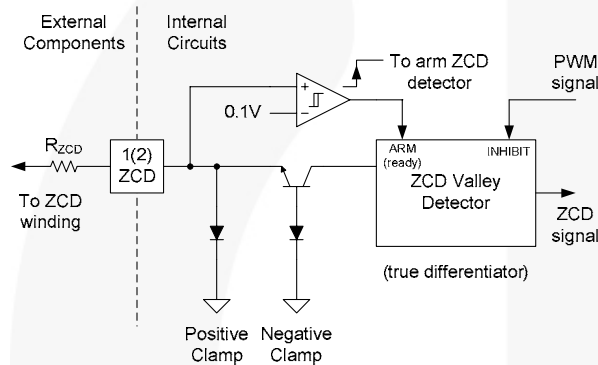 External
Components
Internal
Circuits
To arm ZCD
detector
PWM
signal
+
0.1V
−
RZCD
1(2)
ZCD
ARM
(ready)
INHIBIT
ZCD Valley
Detector
To ZCD
winding
ZCD
signal
(true differentiator)
Positive
Clamp
Negative
Clamp